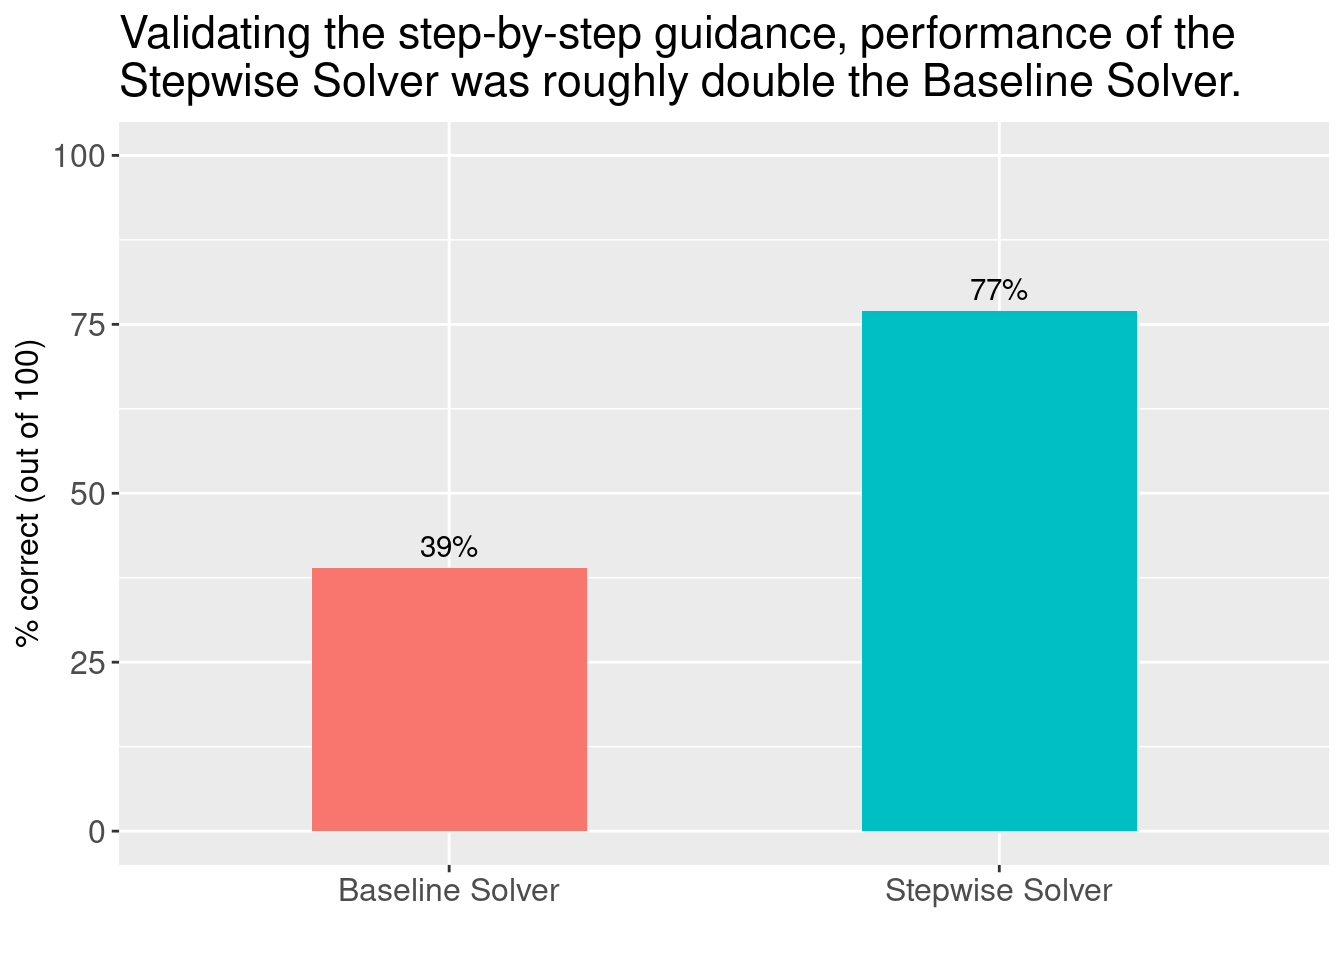 Validating the step-by-step guidance, performance of the
Stepwise Solver was roughly double the Baseline Solver.
% correct (out of 100)
100
75
50
25
0
39%
77%
Baseline Solver
Stepwise Solver